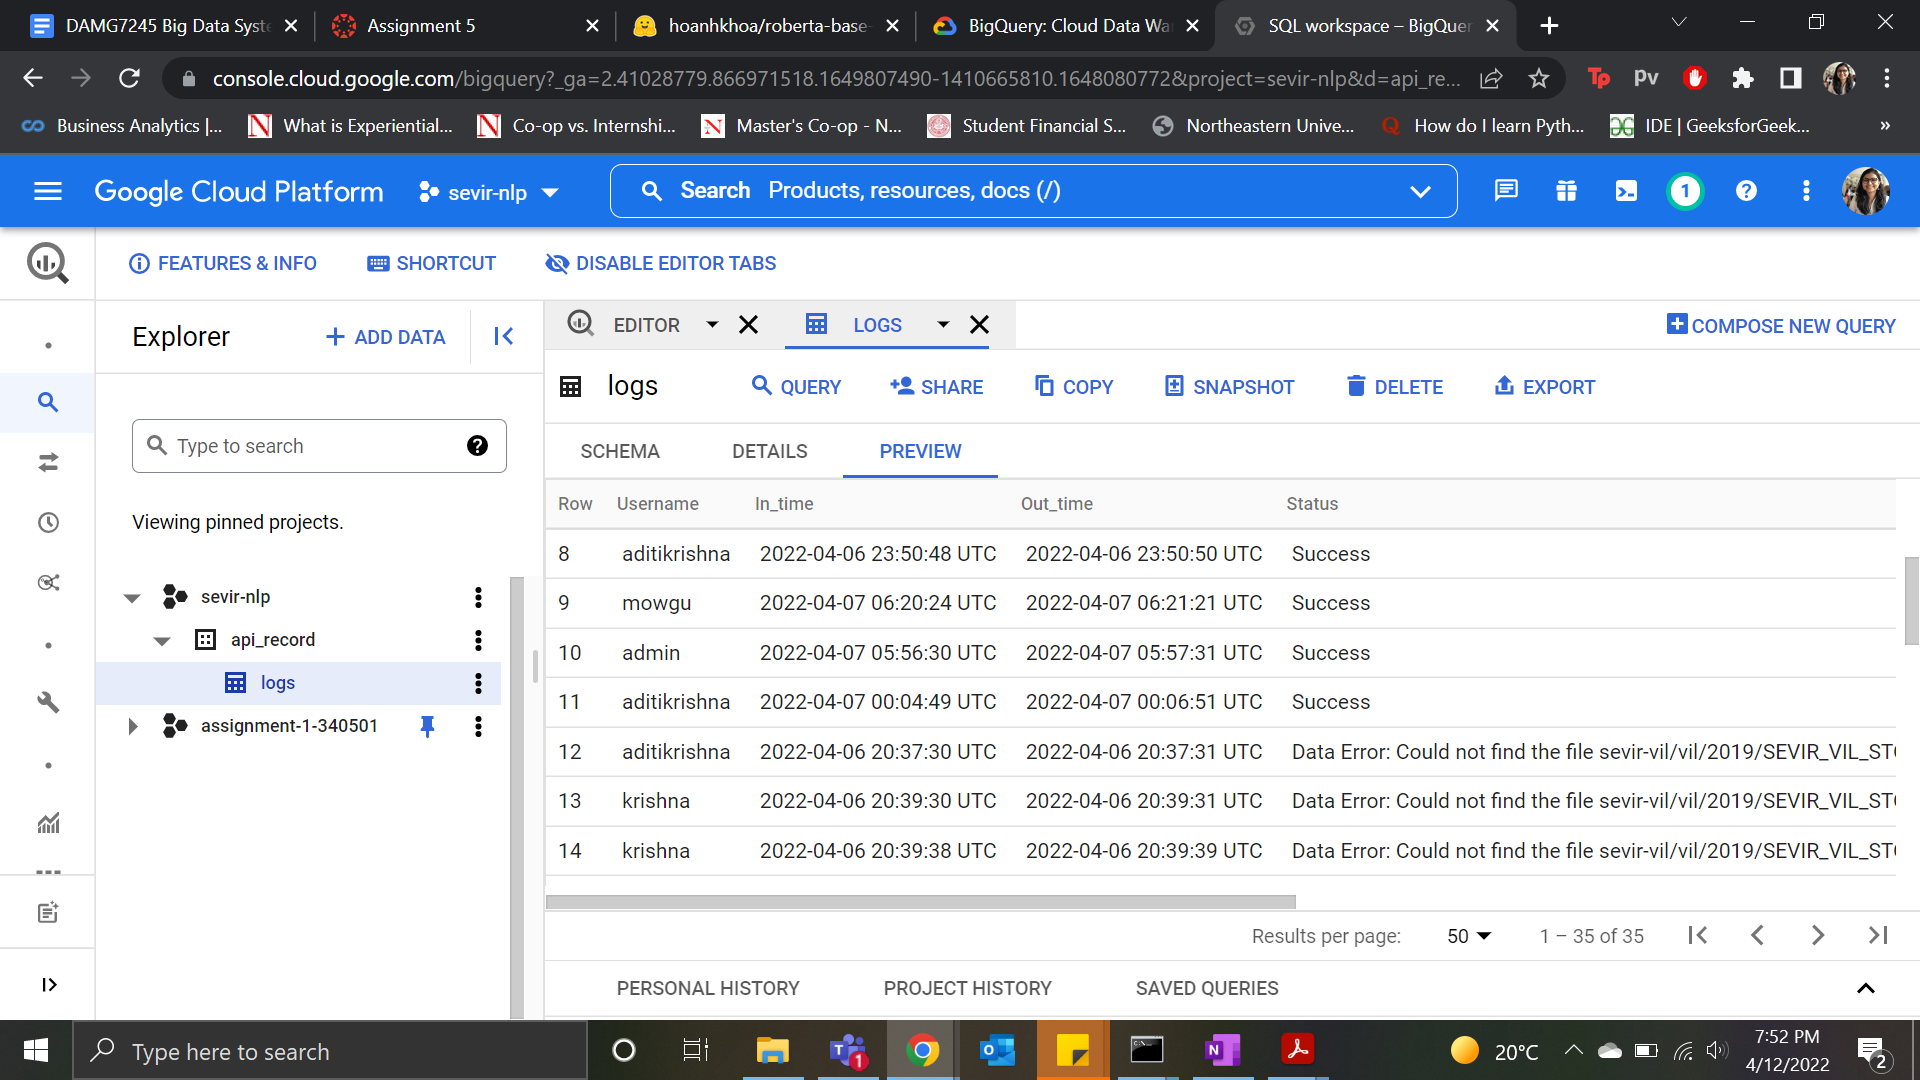 DAMG7245 Big Data Syste
Assignment 5
hoanhkhoa/roberta-base-
BigQuery: Cloud Data Wa
SQL workspace – BigQuer
console.cloud.google.com/bigquery?_ga=2.41028779.866971518.1649807490-1410665810.1648080772&project=sevir-nlp&d=api_re...
Tp
PV
Business Analytics |...
What is Experiential...
Co-op vs. Internshi...
Master's Co-op - N...
Student Financial S...
Northeastern Unive...
How do I learn Pyth...
IDE | GeeksforGeek...
»
Google Cloud Platform
sevir-nlp
Search Products, resources, docs (/)
1
FEATURES & INFO
SHORTCUT
DISABLE EDITOR TABS
Explorer
ADD DATA
EDITOR
LOGS
COMPOSE NEW QUERY
logs
QUERY
SHARE
COPY
SNAPSHOT
DELETE
EXPORT
Type to search
SCHEMA
DETAILS
PREVIEW
Viewing pinned projects.
sevir-nlp
api_record
logs
assignment-1-340501
Row Username In_time Out_time Status
8 aditikrishna 2022-04-06 23:50:48 UTC 2022-04-06 23:50:50 UTC Success
9 mowgu 2022-04-07 06:20:24 UTC 2022-04-07 06:21:21 UTC Success
10 admin 2022-04-07 05:56:30 UTC 2022-04-07 05:57:31 UTC Success
11 aditikrishna 2022-04-07 00:04:49 UTC 2022-04-07 00:06:51 UTC Success
12 aditikrishna 2022-04-06 20:37:30 UTC 2022-04-06 20:37:31 UTC Data Error: Could not find the file sevir-vil/vil/2019/SEVIR_VIL_STO
13 krishna 2022-04-06 20:39:30 UTC 2022-04-06 20:39:31 UTC Data Error: Could not find the file sevir-vil/vil/2019/SEVIR_VIL_STO
14 krishna 2022-04-06 20:39:38 UTC 2022-04-06 20:39:39 UTC Data Error: Could not find the file sevir-vil/vil/2019/SEVIR_VIL_STO
Results per page: 50 1 – 35 of 35
PERSONAL HISTORY
PROJECT HISTORY
SAVED QUERIES
Type here to search
1
20°C
7:52 PM
4/12/2022
2